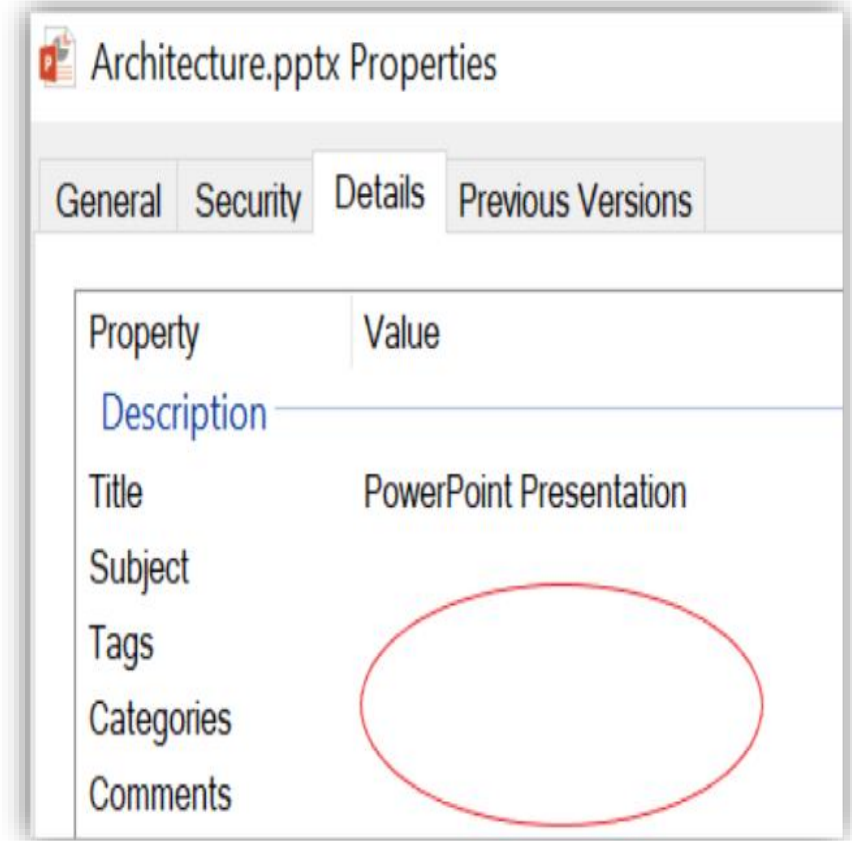 Architecture.pptx Properties
General Security Details Previous Versions
Property Value
Description
Title PowerPoint Presentation
Subject
Tags
Categories
Comments